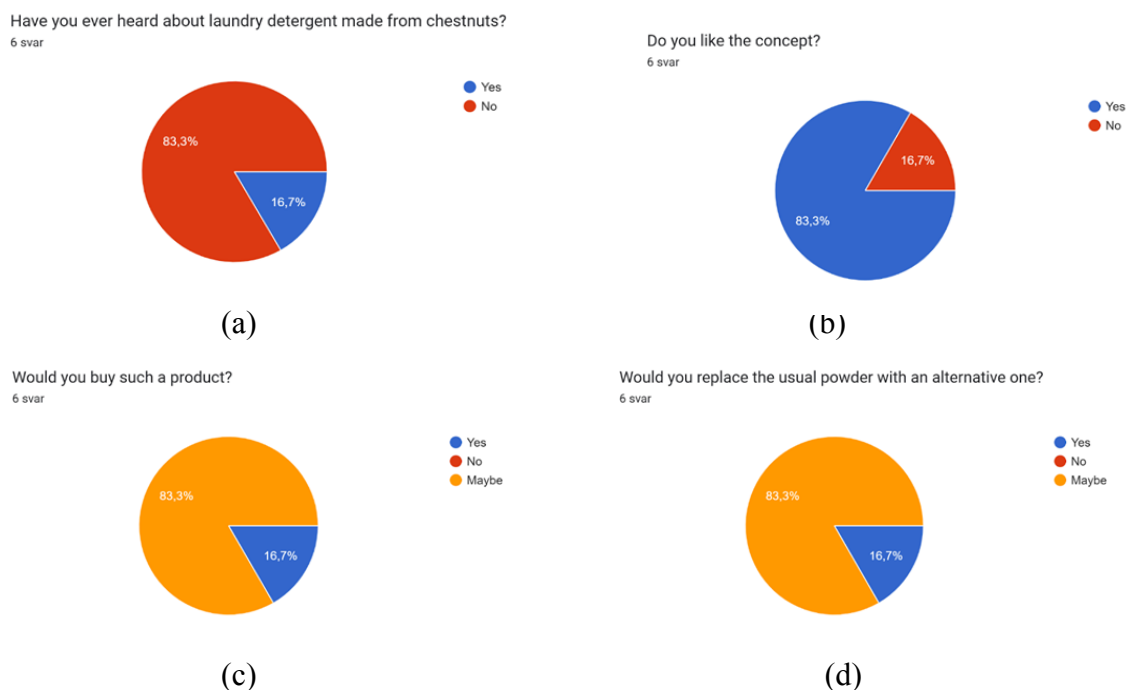 Have you ever heard about laundry detergent made from chestnuts?
6 svar
Yes
No
83,3%
16,7%
(a)
Do you like the concept?
6 svar
Yes
No
16,7%
83,3%
(b)
Would you buy such a product?
6 svar
Yes
No
Maybe
83,3%
16,7%
(c)
Would you replace the usual powder with an alternative one?
6 svar
Yes
No
Maybe
83,3%
16,7%
(d)